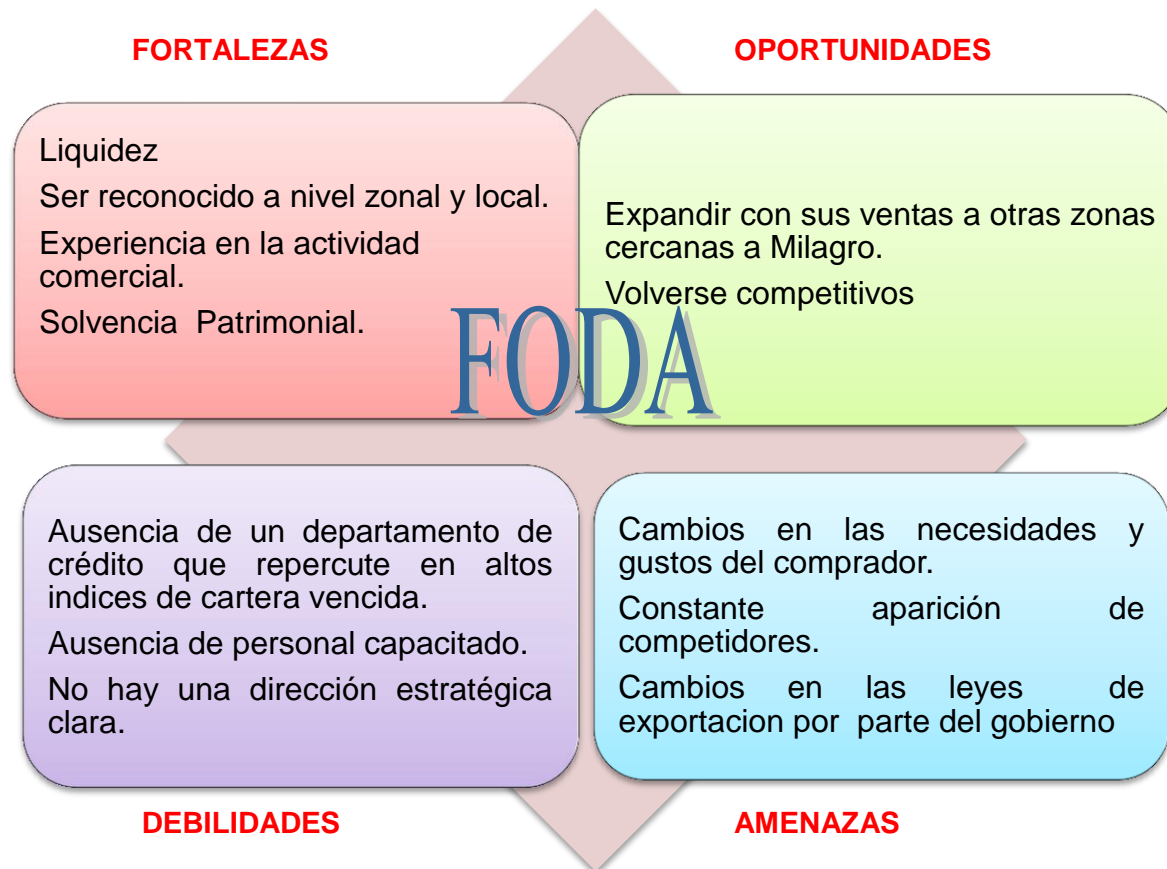 FORTALEZAS
OPORTUNIDADES
Liquidez
Ser reconocido a nivel zonal y local.
Experiencia en la actividad
comercial.
Solvencia Patrimonial.
Expandir con sus ventas a otras zonas
cercanas a Milagro.
Volverse competitivos
FODA
Ausencia de un departamento de
crédito que repercute en altos
indices de cartera vencida.
Ausencia de personal capacitado.
No hay una dirección estratégica
clara.
Cambios en las necesidades y
gustos del comprador.
Constante aparición de
competidores.
Cambios en las leyes de
exportacion por parte del gobierno
DEBILIDADES
AMENAZAS